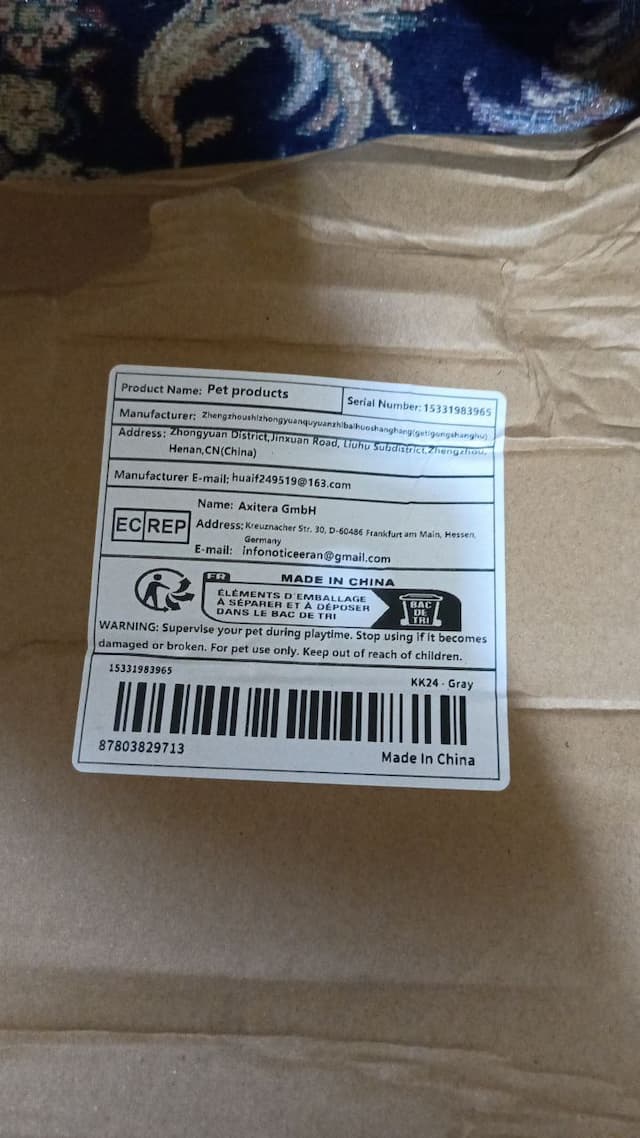 Product Name: Pet products
Serial Number: 15331983965
Manufacturer: Zhengzhoushizhongyuanquyuanzhibaihuoshanghang(getigongshanghu)
Address: Zhongyuan District,Jinxuan Road, Liuhu Subdistrict,Zhengzhou,
Henan,CN(China)
Manufacturer E-mail: huaif249519@163.com
EC REP
Name: Axitera GmbH
Address: Kreuznacher Str. 30, D-60486 Frankfurt am Main, Hessen,
Germany
E-mail: infonoticeeran@gmail.com
FR
MADE IN CHINA
ÉLÉMENTS D'EMBALLAGE
À SÉPARER ET À DÉPOSER
DANS LE BAC DE TRI
BAC
DE
TRI
WARNING: Supervise your pet during playtime. Stop using if it becomes
damaged or broken. For pet use only. Keep out of reach of children.
15331983965
KK24 - Gray
87803829713
Made In China